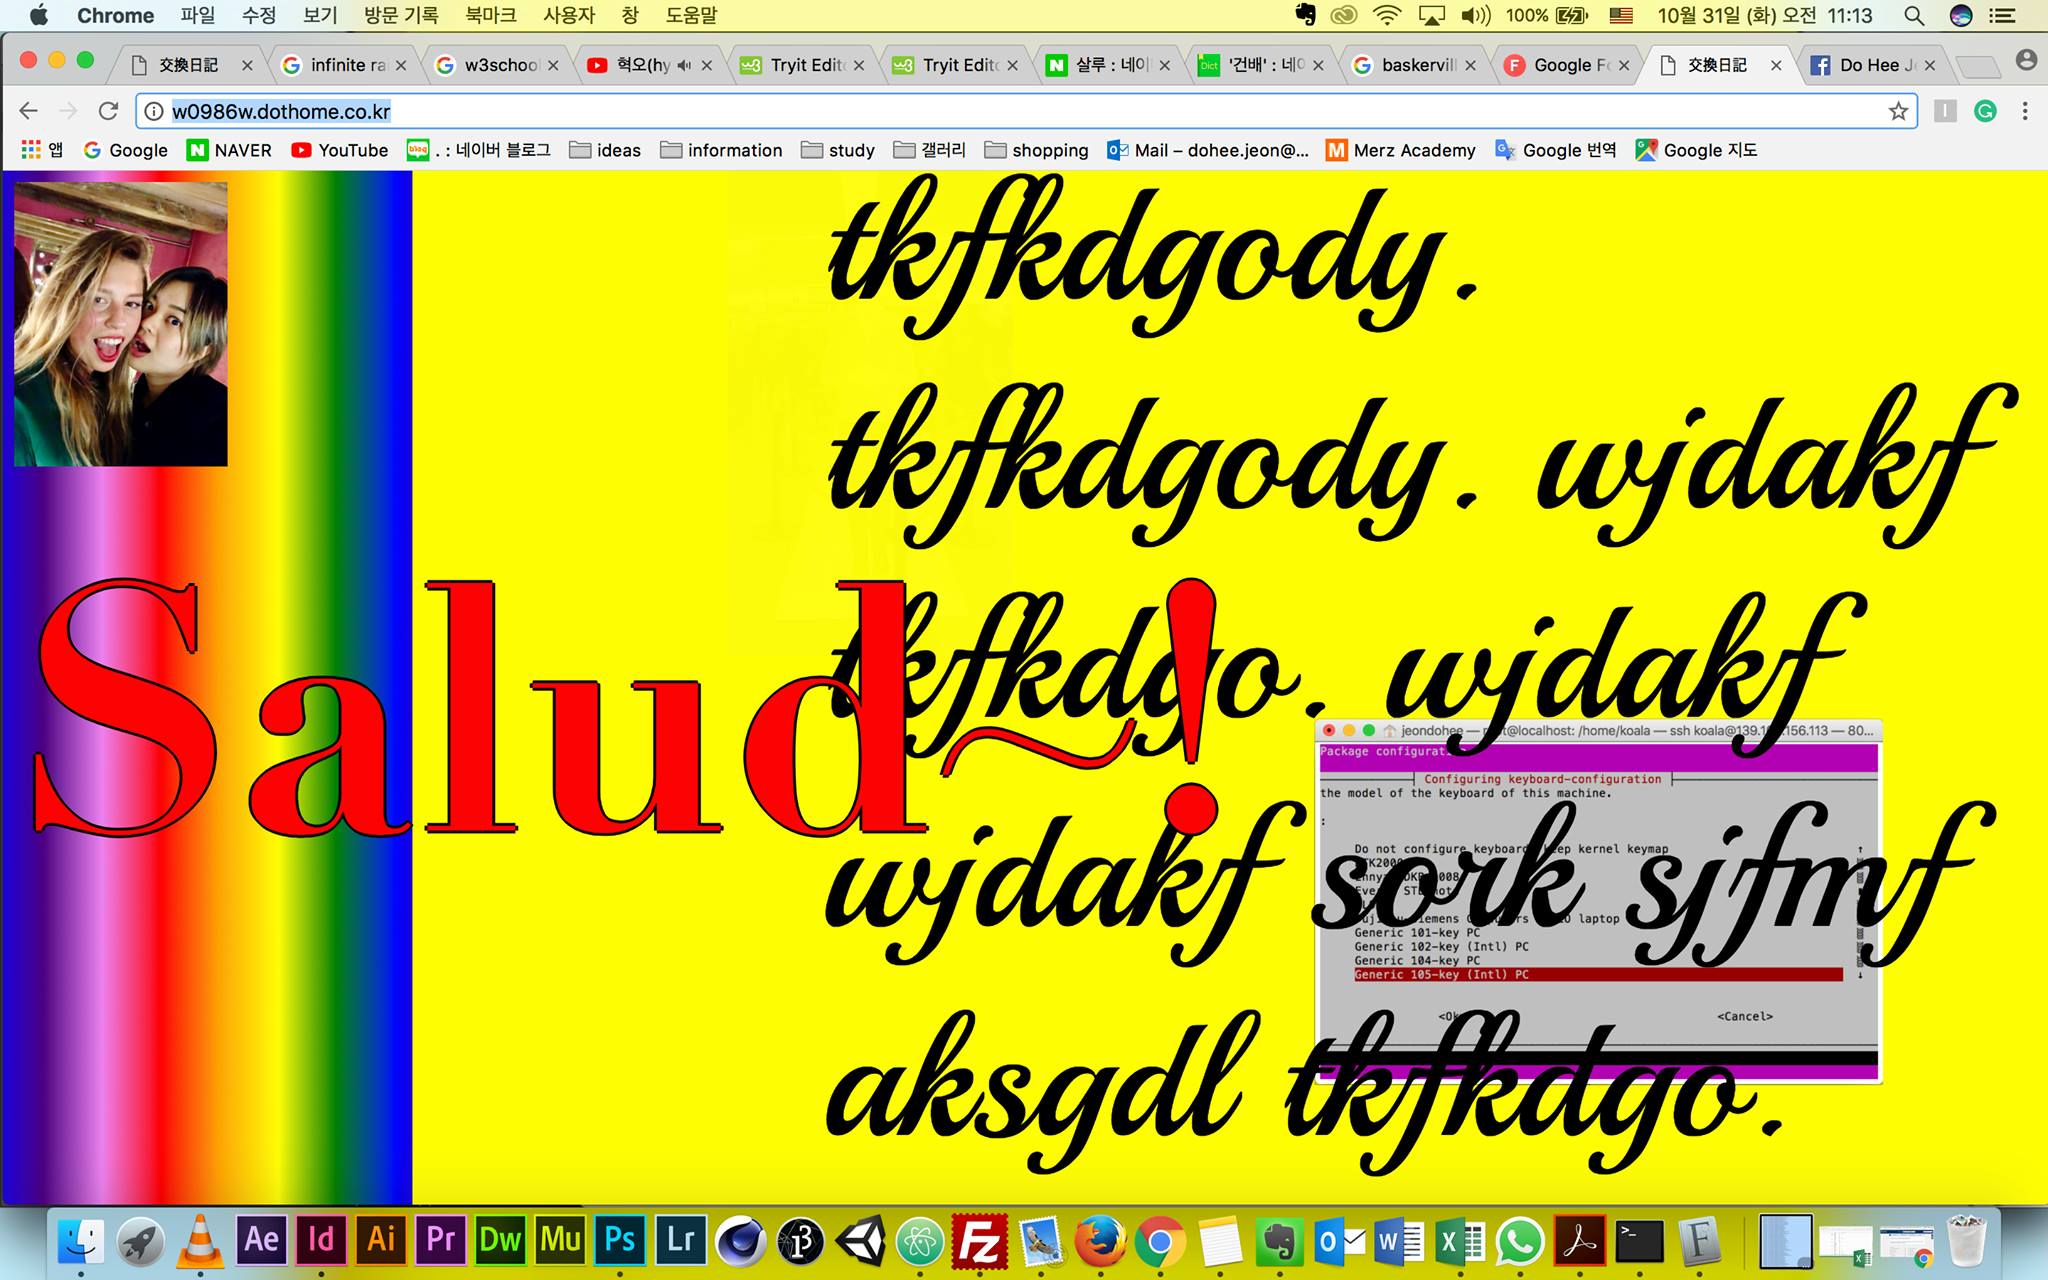 Chrome 파일 수정 보기 방문 기록 북마크 사용자 창 도움말 100% 10월 31일 (화) 오전 11:13
交換日記 infinite ra w3schoo 혁오(hy Tryit Edit Tryit Edit 살루 : 네이 '건배' : 네이 baskervill Google Fo 交換日記 Do Hee Je
w0986w.dothome.co.kr
앱 Google NAVER YouTube . : 네이버 블로그 ideas information study 갤러리 shopping Mail – dohee.jeon@... Merz Academy Google 번역 Google 지도
tkfkdgody.
tkfkdgody. wjdakf
tkfkdgo. wjdakf
Salud~!
wjdakf sork sjfmf
aksgdl tkfkdgo.
jeondohee — @localhost: /home/koala — ssh koala@139. 156.113 — 80...
Package configurat
Configuring keyboard-configuration
the model of the keyboard of this machine.
:
Do not configure keyboard keep kernel keymap
laptop
Generic 101-key PC
Generic 102-key (Intl) PC
Generic 104-key PC
Generic 105-key (Intl) PC
<Ok <Cancel>
Ae Id Ai Pr Dw Mu Ps Lr Fz